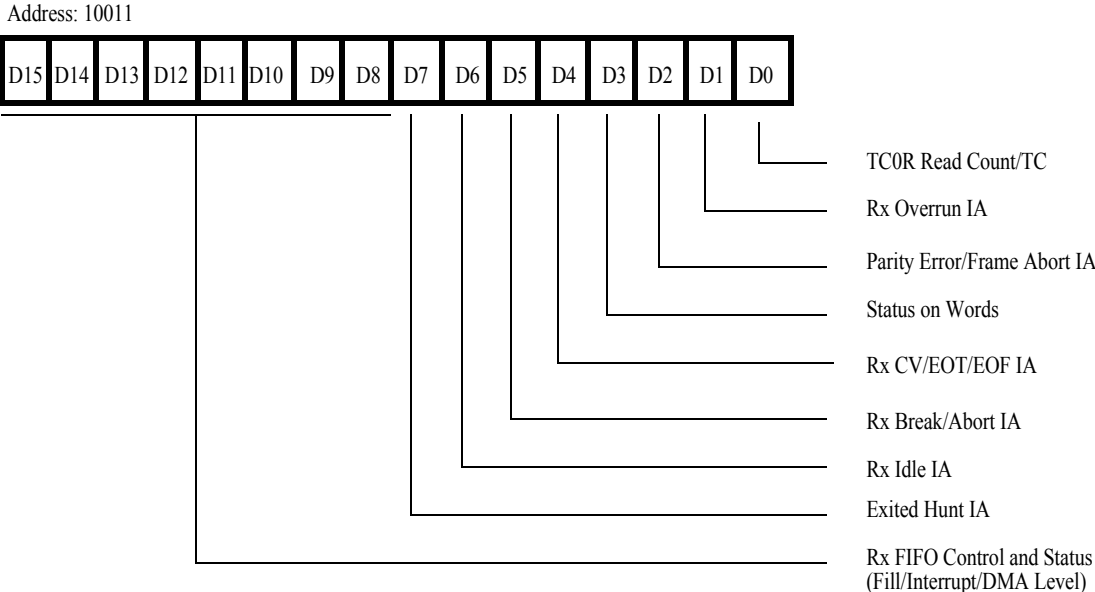 Address: 10011
D15 D14 D13 D12 D11 D10 D9 D8 D7 D6 D5 D4 D3 D2 D1 D0
TC0R Read Count/TC
Rx Overrun IA
Parity Error/Frame Abort IA
Status on Words
Rx CV/EOT/EOF IA
Rx Break/Abort IA
Rx Idle IA
Exited Hunt IA
Rx FIFO Control and Status
(Fill/Interrupt/DMA Level)